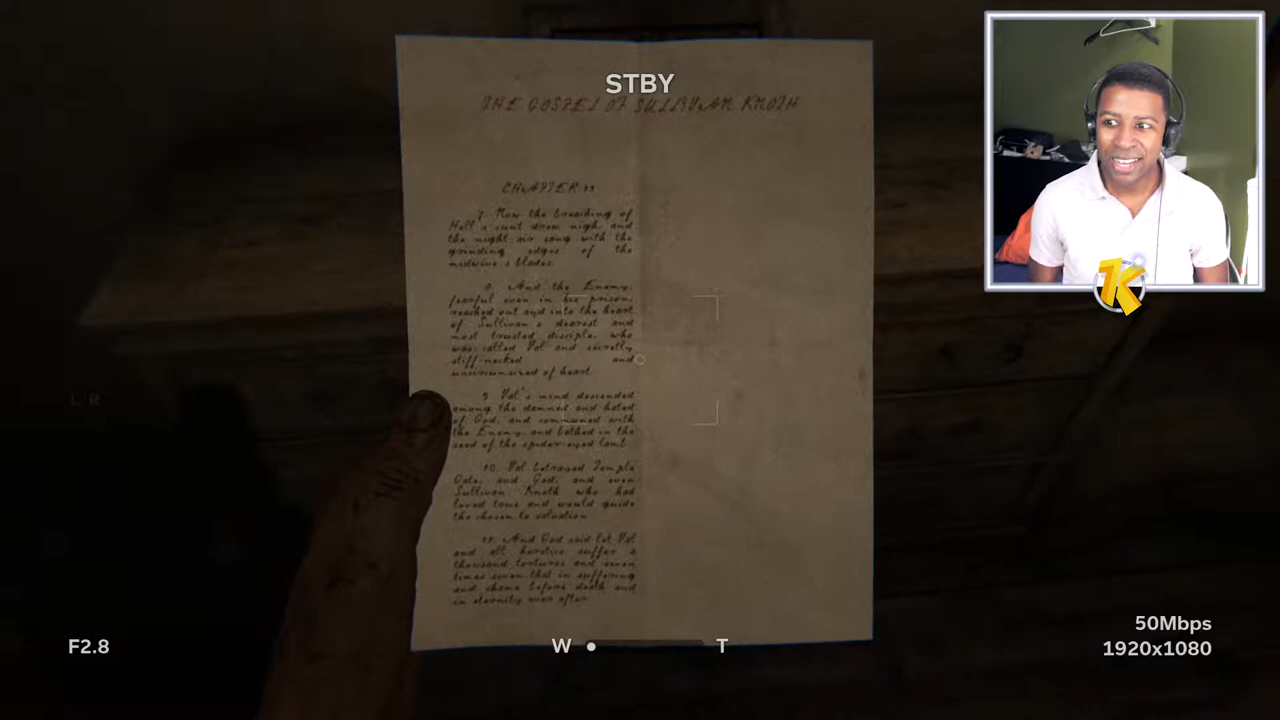 STBY
THE GOSPEL OF SULLIVAN KNOTH
CHAPTER
7. Now the breaching of
Hell's cunt drew nigh and
the night air sang with the
grinding edges of the
midwive's blades.
8. And the Enemy,
fearful even in his prison,
reached out and into the heart
of Sullivan's dearest and
most trusted disciple, who
was called Val and secretly
stiff-necked and
uncircumcized of heart.
9. Val's mind descended
among the damned and hated
of God, and communed with
the Enemy, and bathed in the
seed of the spider-eyed lamb.
10. Val betrayed Temple
Gate, and God, and even
Sullivan Knoth who had
loved true and would guide
the chosen to salvation.
11. And God said let Val
and all heretics suffer a
thousand tortures and seven
times seven that in suffering
and shame before death and
in eternity ever after.
L R
F2.8
W T
50Mbps
1920x1080
K